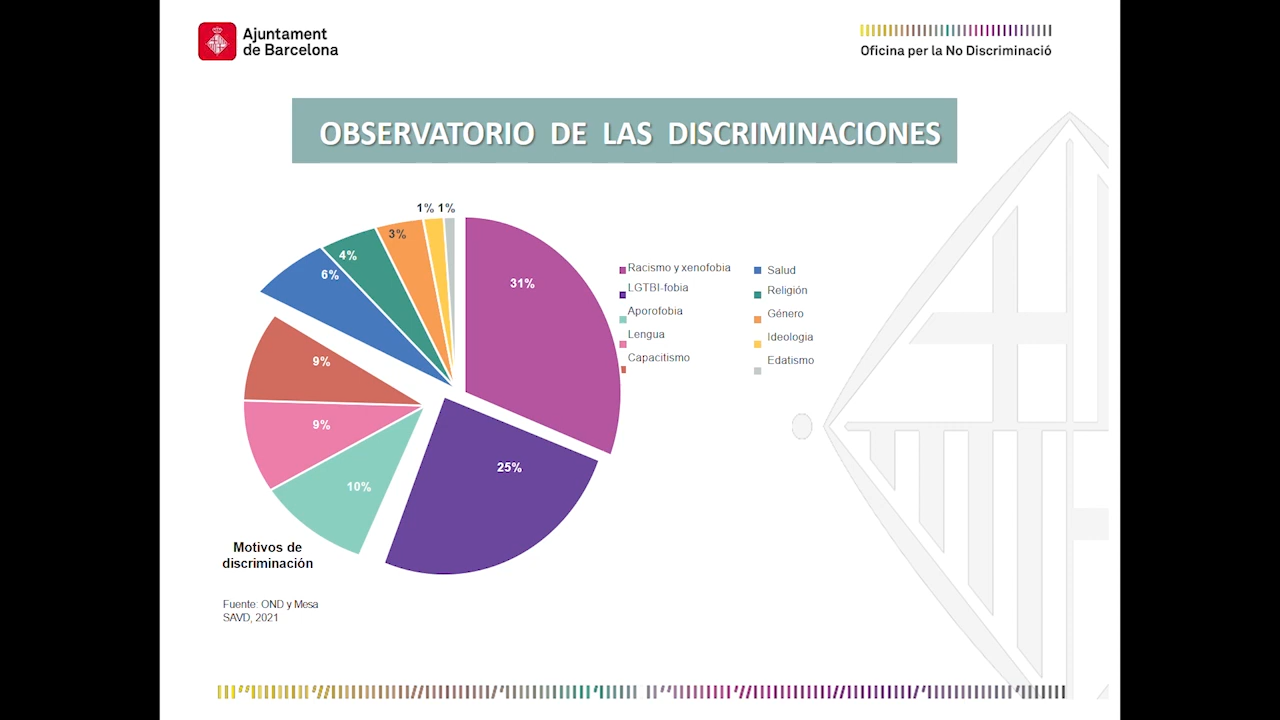 Ajuntament
de Barcelona
Oficina per la No Discriminació
OBSERVATORIO DE LAS DISCRIMINACIONES
1% 1%
3%
4%
6%
31%
9%
9%
25%
10%
Racismo y xenofobia
LGTBI-fobia
Aporofobia
Lengua
Capacitismo
Salud
Religión
Género
Ideologia
Edatismo
Motivos de
discriminación
Fuente: OND y Mesa
SAVD, 2021